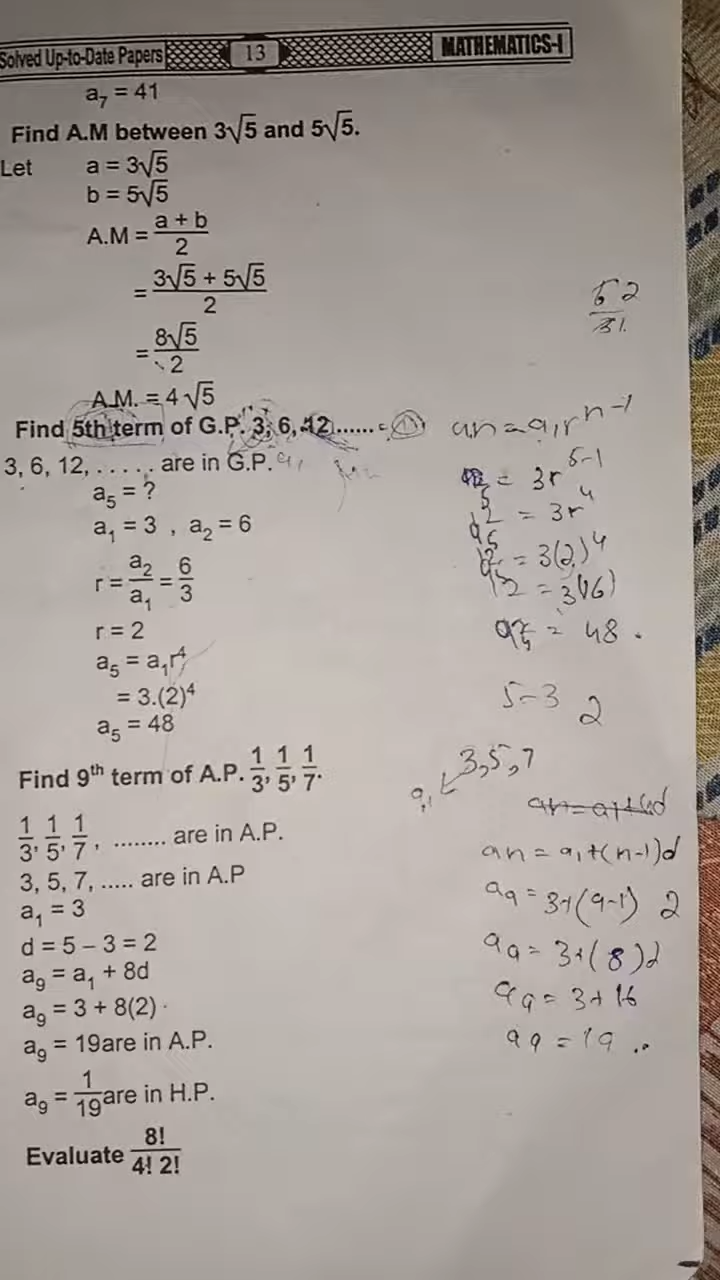 Solved Up-to-Date Papers 13 MATHEMATICS-I
a₇ = 41
Find A.M between 3√5 and 5√5.
Let a = 3√5
b = 5√5
A.M = (a + b)/2
= (3√5 + 5√5)/2
= 8√5/2
A.M. = 4√5
Find 5th term of G.P. 3, 6, 12......
3, 6, 12, ..... are in G.P.
a₅ = ?
a₁ = 3 , a₂ = 6
r = a₂/a₁ = 6/3
r = 2
a₅ = a₁r⁴
= 3.(2)⁴
a₅ = 48
Find 9th term of A.P. 1/3, 1/5, 1/7.
1/3, 1/5, 1/7, ........ are in A.P.
3, 5, 7, ..... are in A.P
a₁ = 3
d = 5 – 3 = 2
a₉ = a₁ + 8d
a₉ = 3 + 8(2)
a₉ = 19are in A.P.
a₉ = 1/19 are in H.P.
Evaluate 8!/4! 2!
an = a₁rⁿ⁻¹
= 3r⁵⁻¹
= 3r⁴
= 3(2)⁴
= 3(16)
a₅ = 48 .
5-3 2
a₁ 3,5,7
an = a₁+(n-1)d
a₉ = 3+(9-1) 2
a₉ = 3+(8)2
a₉ = 3+16
a₉ = 19 ..